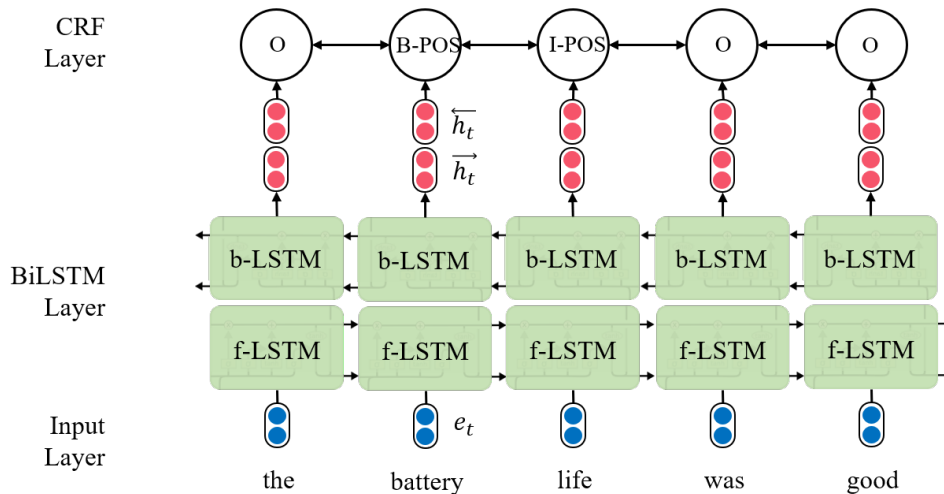 CRF
Layer
O B-POS I-POS O O
←h_t
→h_t
BiLSTM
Layer
b-LSTM b-LSTM b-LSTM b-LSTM b-LSTM
f-LSTM f-LSTM f-LSTM f-LSTM f-LSTM
Input
Layer
e_t
the battery life was good